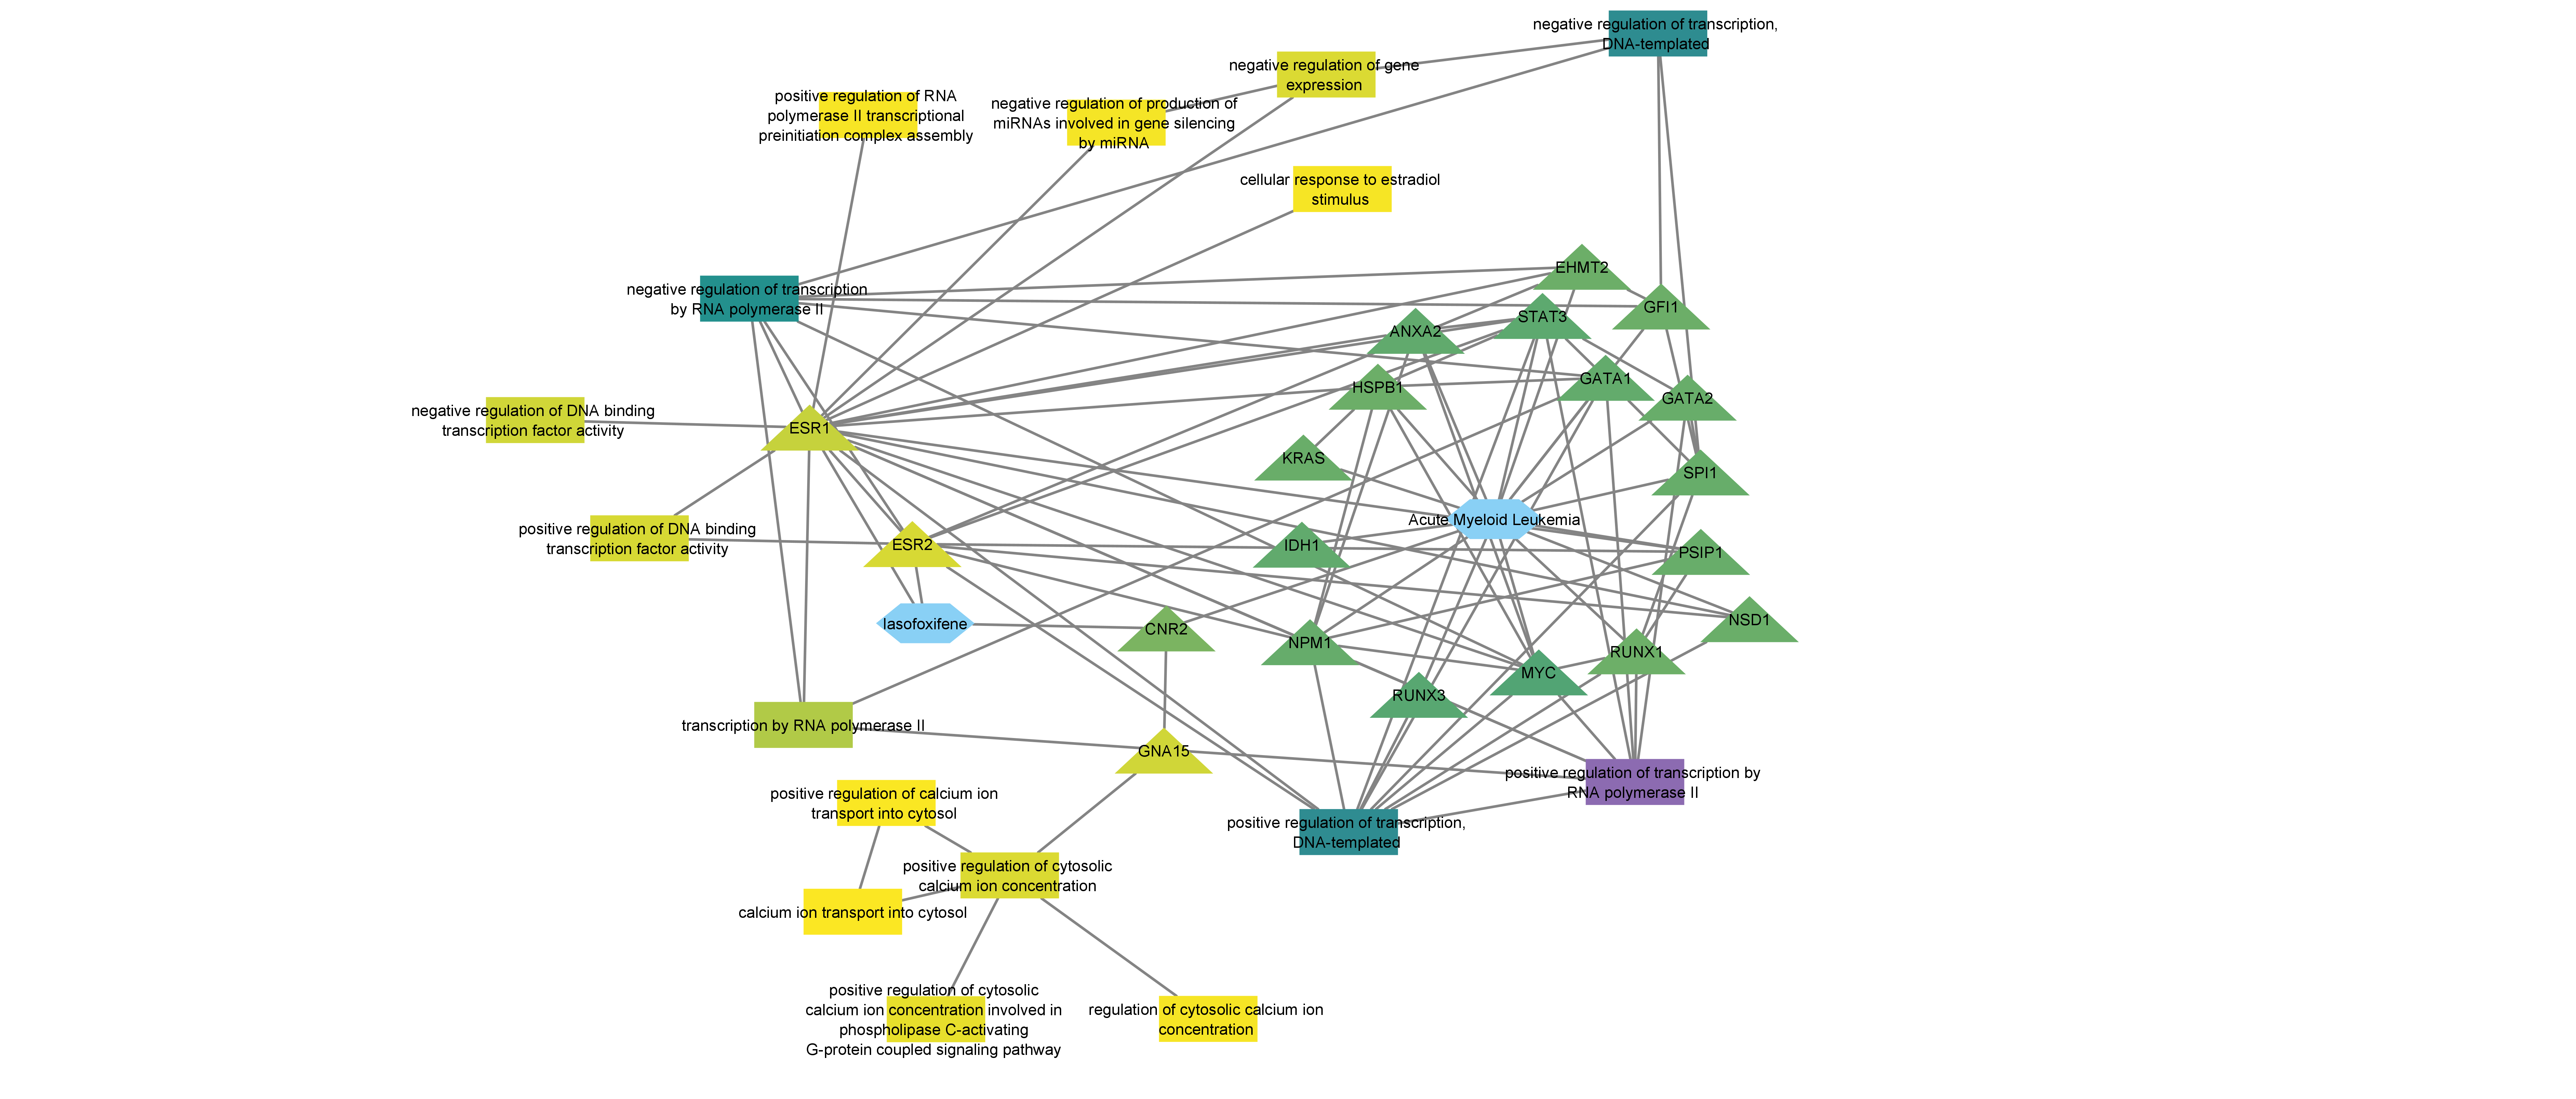 negative regulation of transcription,
DNA-templated
negative regulation of gene
expression
positive regulation of RNA
polymerase II transcriptional
preinitiation complex assembly
negative regulation of production of
miRNAs involved in gene silencing
by miRNA
cellular response to estradiol
stimulus
EHMT2
negative regulation of transcription
by RNA polymerase II
GFI1
STAT3
ANXA2
GATA1
HSPB1
GATA2
negative regulation of DNA binding
transcription factor activity
ESR1
KRAS
SPI1
Acute Myeloid Leukemia
positive regulation of DNA binding
transcription factor activity
ESR2
IDH1
PSIP1
lasofoxifene
CNR2
NPM1
NSD1
RUNX1
MYC
RUNX3
transcription by RNA polymerase II
GNA15
positive regulation of transcription by
RNA polymerase II
positive regulation of calcium ion
transport into cytosol
positive regulation of transcription,
DNA-templated
positive regulation of cytosolic
calcium ion concentration
calcium ion transport into cytosol
positive regulation of cytosolic
calcium ion concentration involved in
phospholipase C-activating
G-protein coupled signaling pathway
regulation of cytosolic calcium ion
concentration